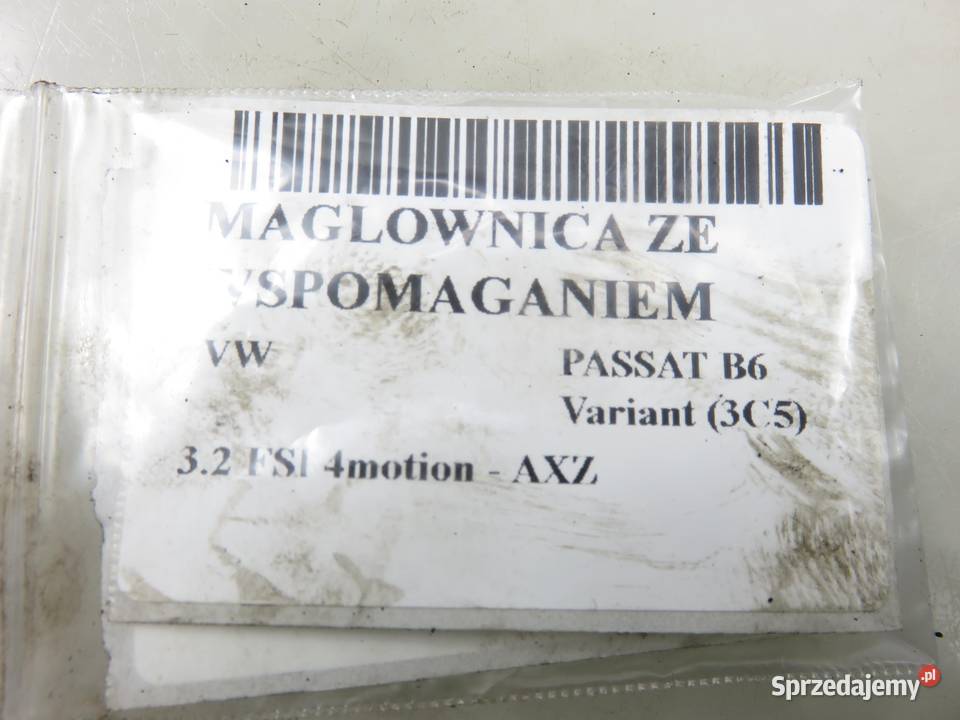 MAGLOWNICA ZE
WSPOMAGANIEM
VW
PASSAT B6
Variant (3C5)
3.2 FSI 4motion - AXZ
Sprzedajemy.pl